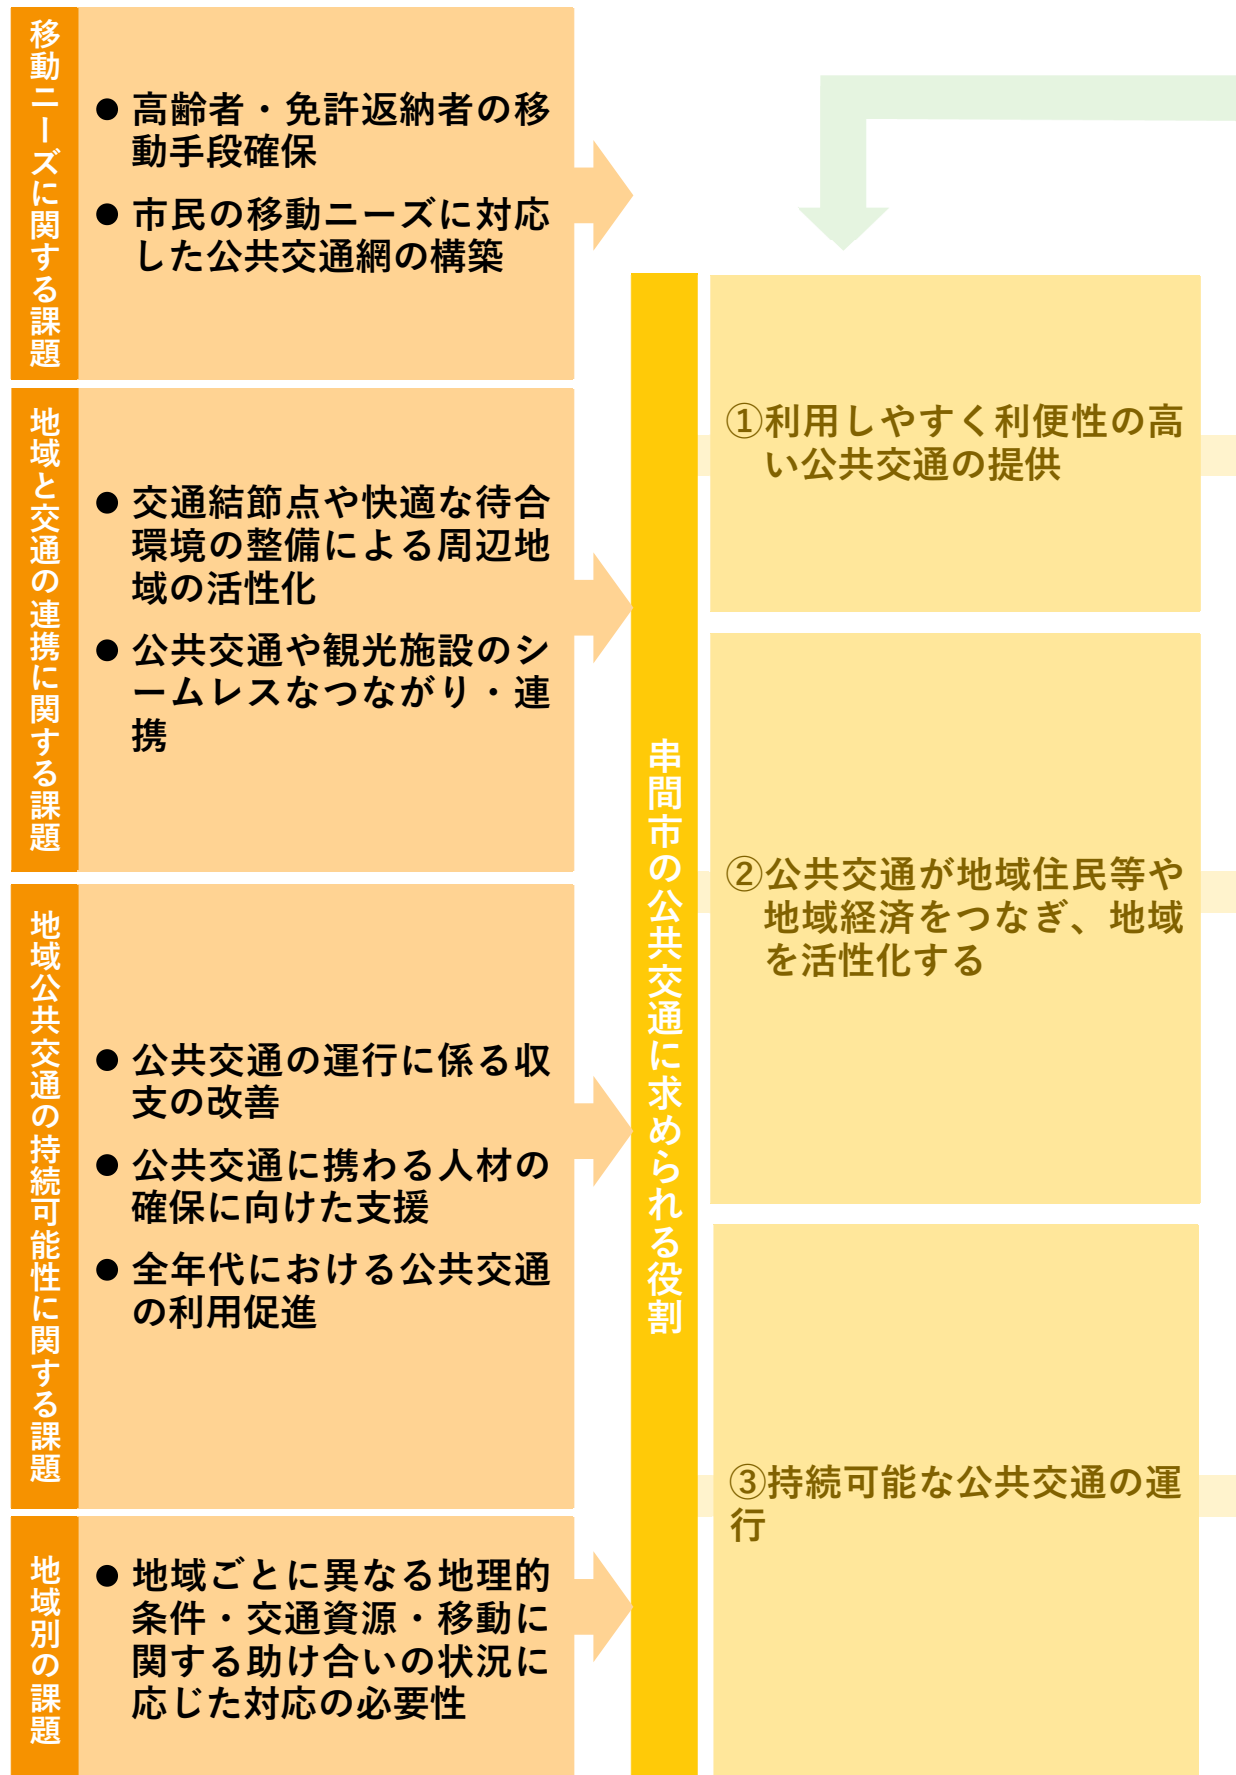 移動ニーズに関する課題
● 高齢者・免許返納者の移
動手段確保
● 市民の移動ニーズに対応
した公共交通網の構築
地域と交通の連携に関する課題
● 交通結節点や快適な待合
環境の整備による周辺地
域の活性化
● 公共交通や観光施設のシ
ームレスなつながり・連
携
地域公共交通の持続可能性に関する課題
● 公共交通の運行に係る収
支の改善
● 公共交通に携わる人材の
確保に向けた支援
● 全年代における公共交通
の利用促進
地域別の課題
● 地域ごとに異なる地理的
条件・交通資源・移動に
関する助け合いの状況に
応じた対応の必要性
串間市の公共交通に求められる役割
①利用しやすく利便性の高
い公共交通の提供
②公共交通が地域住民等や
地域経済をつなぎ、地域
を活性化する
③持続可能な公共交通の運
行